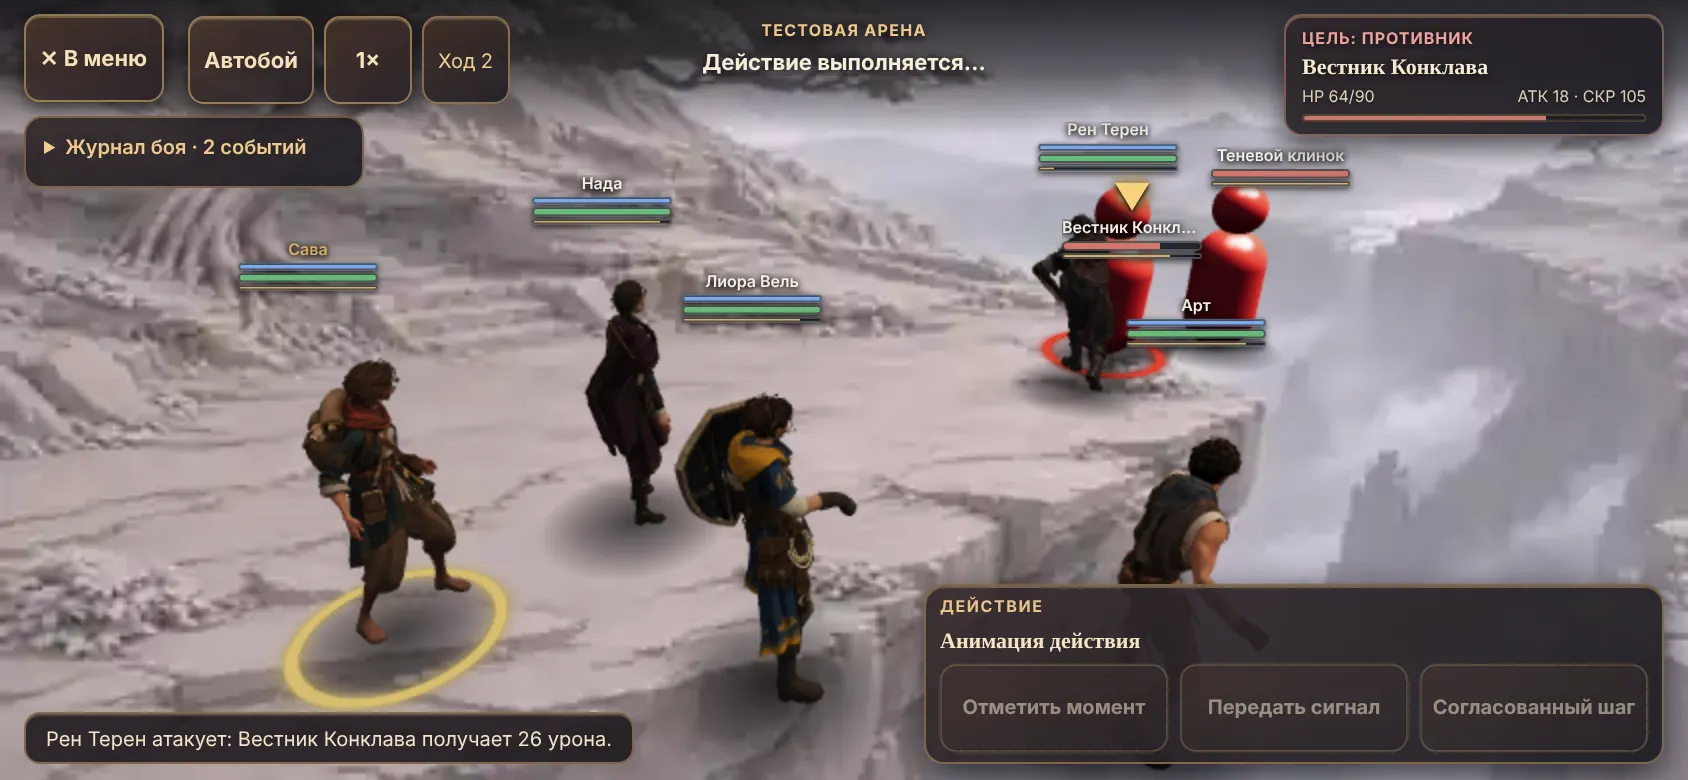 ✕ В меню
Автобой
1×
Ход 2
ТЕСТОВАЯ АРЕНА
Действие выполняется...
ЦЕЛЬ: ПРОТИВНИК
Вестник Конклава
HP 64/90
АТК 18 · СКР 105
▶ Журнал боя · 2 событий
Рен Терен
Теневой клинок
Нада
Вестник Конкл...
Сава
Лиора Вель
Арт
ДЕЙСТВИЕ
Анимация действия
Отметить момент
Передать сигнал
Согласованный шаг
Рен Терен атакует: Вестник Конклава получает 26 урона.